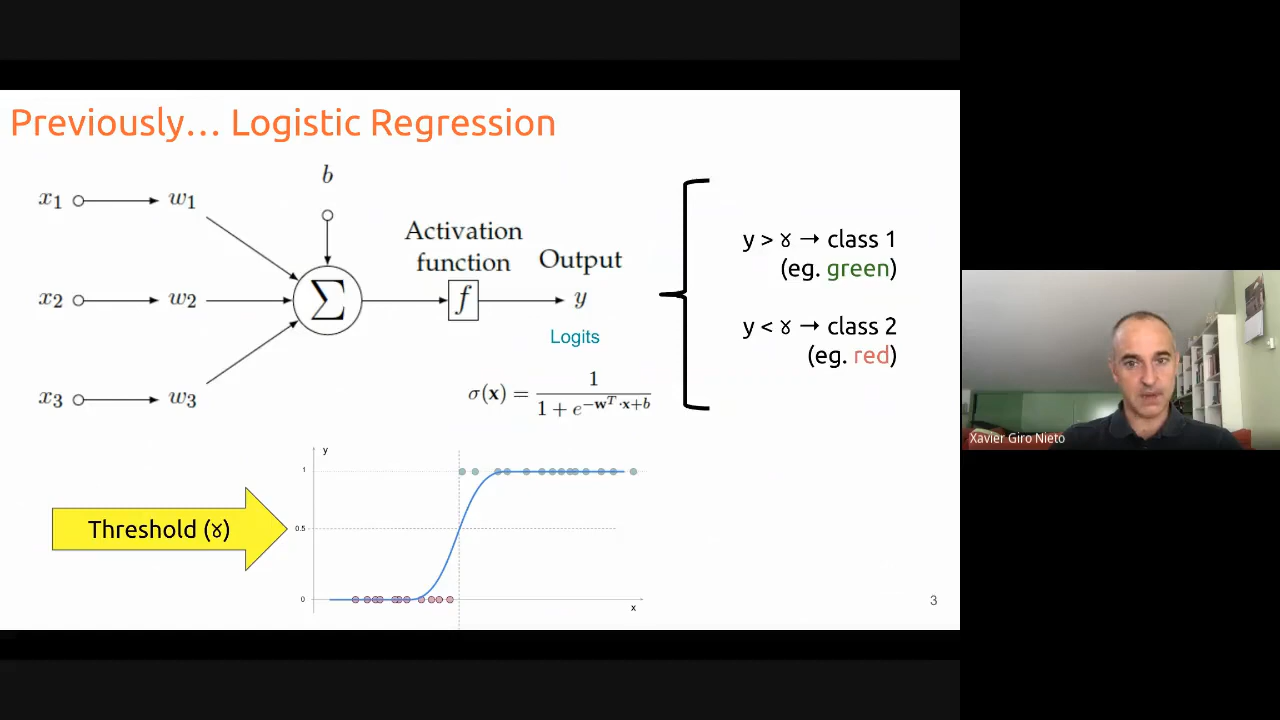 Previously... Logistic Regression
b
x1 w1
Activation
function
Output
x2 w2 Σ f y
Logits
x3 w3
σ(x) = 1 / (1 + e^{-w^T·x+b})
y > ɤ → class 1
(eg. green)
y < ɤ → class 2
(eg. red)
Threshold (ɤ)
y
1
0.5
0
x
3
Xavier Giro Nieto